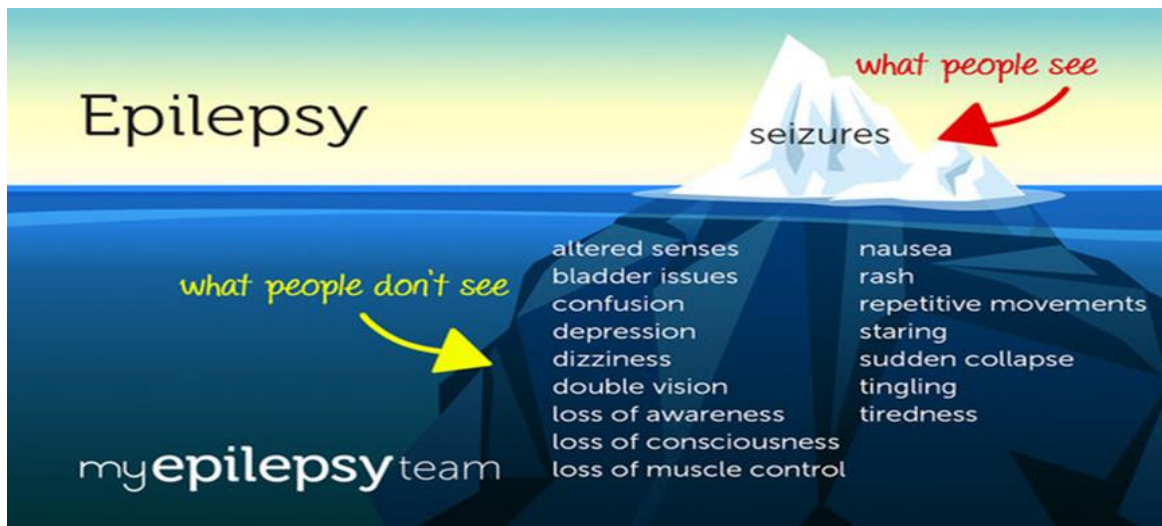 what people see
Epilepsy
seizures
what people don't see
altered senses
bladder issues
confusion
depression
dizziness
double vision
loss of awareness
loss of consciousness
loss of muscle control
nausea
rash
repetitive movements
staring
sudden collapse
tingling
tiredness
myepilepsyteam